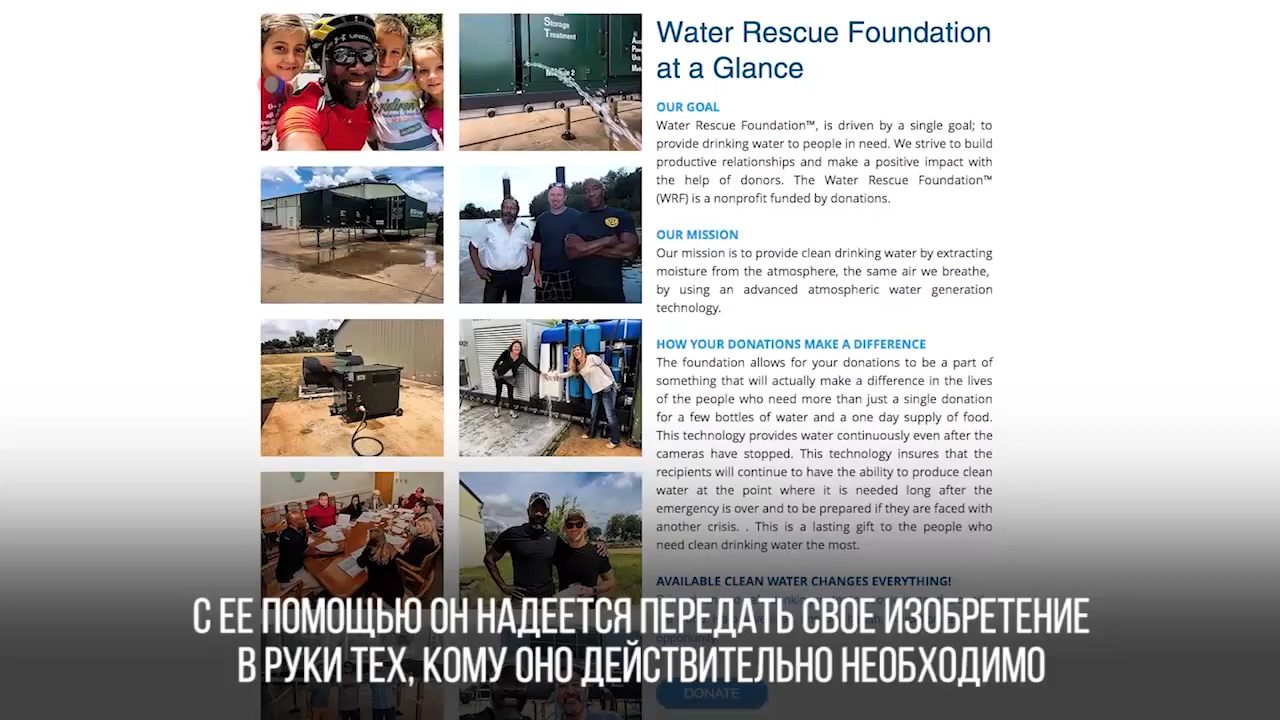 Storage
Treatment
Module 2
Water Rescue Foundation
at a Glance
OUR GOAL
Water Rescue Foundation™, is driven by a single goal; to
provide drinking water to people in need. We strive to build
productive relationships and make a positive impact with
the help of donors. The Water Rescue Foundation™
(WRF) is a nonprofit funded by donations.
OUR MISSION
Our mission is to provide clean drinking water by extracting
moisture from the atmosphere, the same air we breathe,
by using an advanced atmospheric water generation
technology.
HOW YOUR DONATIONS MAKE A DIFFERENCE
The foundation allows for your donations to be a part of
something that will actually make a difference in the lives
of the people who need more than just a single donation
for a few bottles of water and a one day supply of food.
This technology provides water continuously even after the
cameras have stopped. This technology insures that the
recipients will continue to have the ability to produce clean
water at the point where it is needed long after the
emergency is over and to be prepared if they are faced with
another crisis. . This is a lasting gift to the people who
need clean drinking water the most.
AVAILABLE CLEAN WATER CHANGES EVERYTHING!
С ЕЕ ПОМОЩЬЮ ОН НАДЕЕТСЯ ПЕРЕДАТЬ СВОЕ ИЗОБРЕТЕНИЕ
В РУКИ ТЕХ, КОМУ ОНО ДЕЙСТВИТЕЛЬНО НЕОБХОДИМО
DONATE